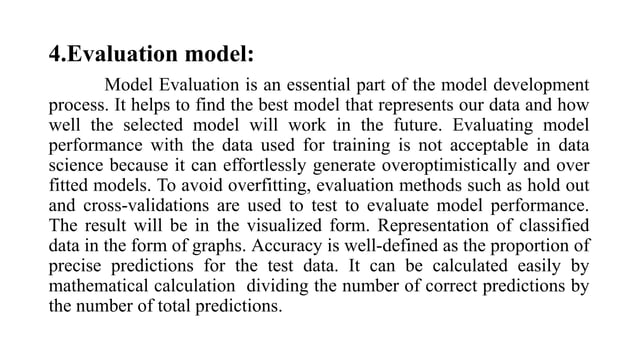 4.Evaluation model:
Model Evaluation is an essential part of the model development
process. It helps to find the best model that represents our data and how
well the selected model will work in the future. Evaluating model
performance with the data used for training is not acceptable in data
science because it can effortlessly generate overoptimistically and over
fitted models. To avoid overfitting, evaluation methods such as hold out
and cross-validations are used to test to evaluate model performance.
The result will be in the visualized form. Representation of classified
data in the form of graphs. Accuracy is well-defined as the proportion of
precise predictions for the test data. It can be calculated easily by
mathematical calculation  dividing the number of correct predictions by
the number of total predictions.